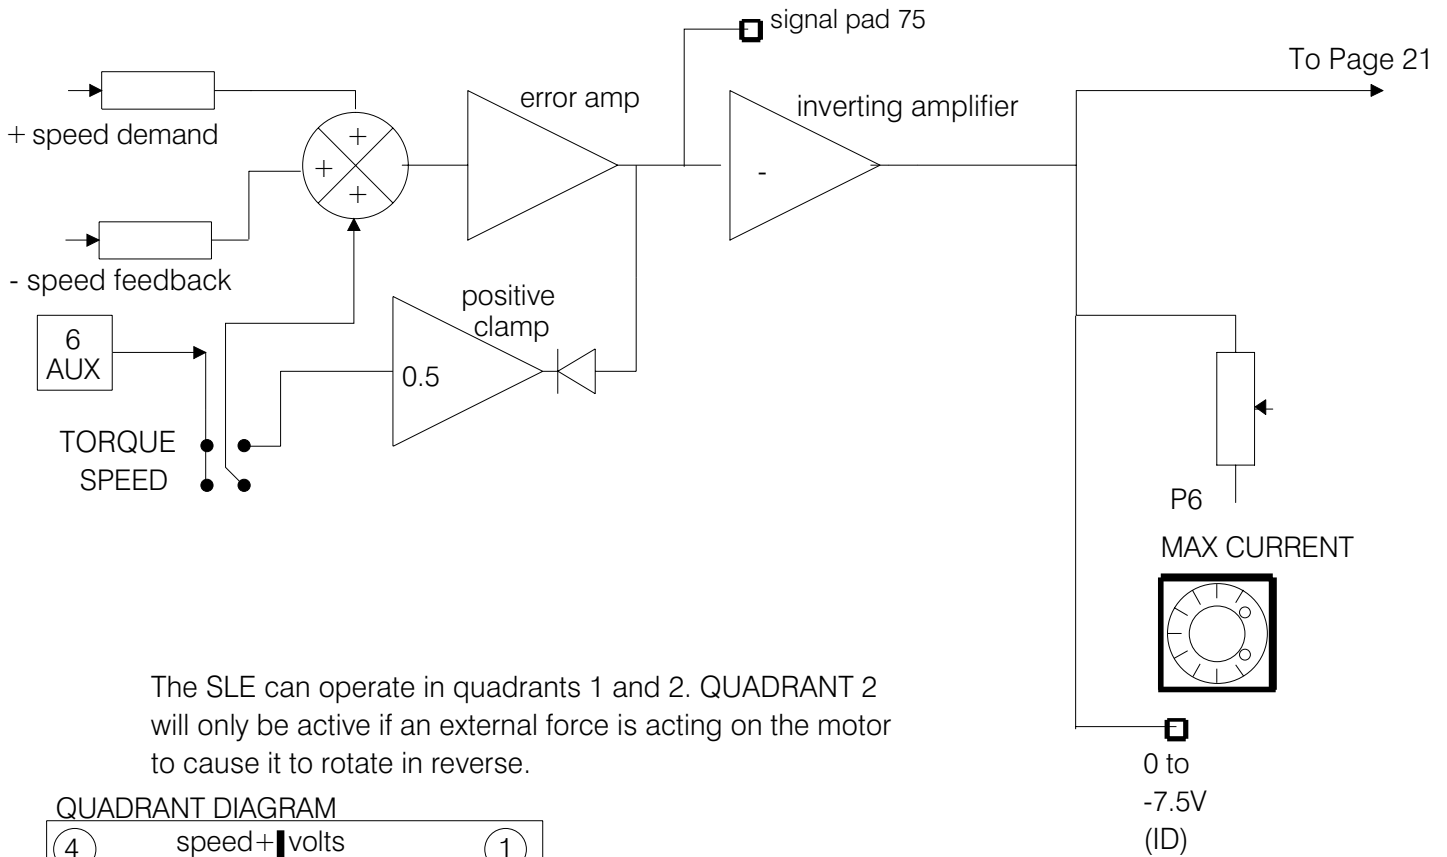 signal pad 75
To Page 21
error amp
inverting amplifier
+ speed demand
+
+
+
-
- speed feedback
positive
clamp
6
AUX
0.5
TORQUE
SPEED
P6
MAX CURRENT
The SLE can operate in quadrants 1 and 2. QUADRANT 2
will only be active if an external force is acting on the motor
to cause it to rotate in reverse.
0 to
-7.5V
(ID)
QUADRANT DIAGRAM
4 speed+ volts 1